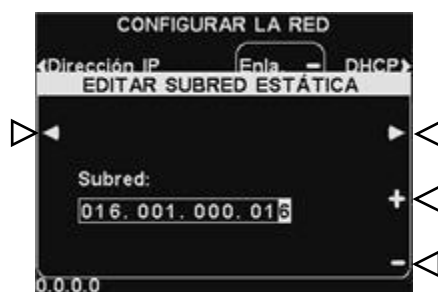 CONFIGURAR LA RED
Dirección IP Enla. DHCP
EDITAR SUBRED ESTÁTICA
Subred:
016.001.000.016
+
-
0.0.0.0